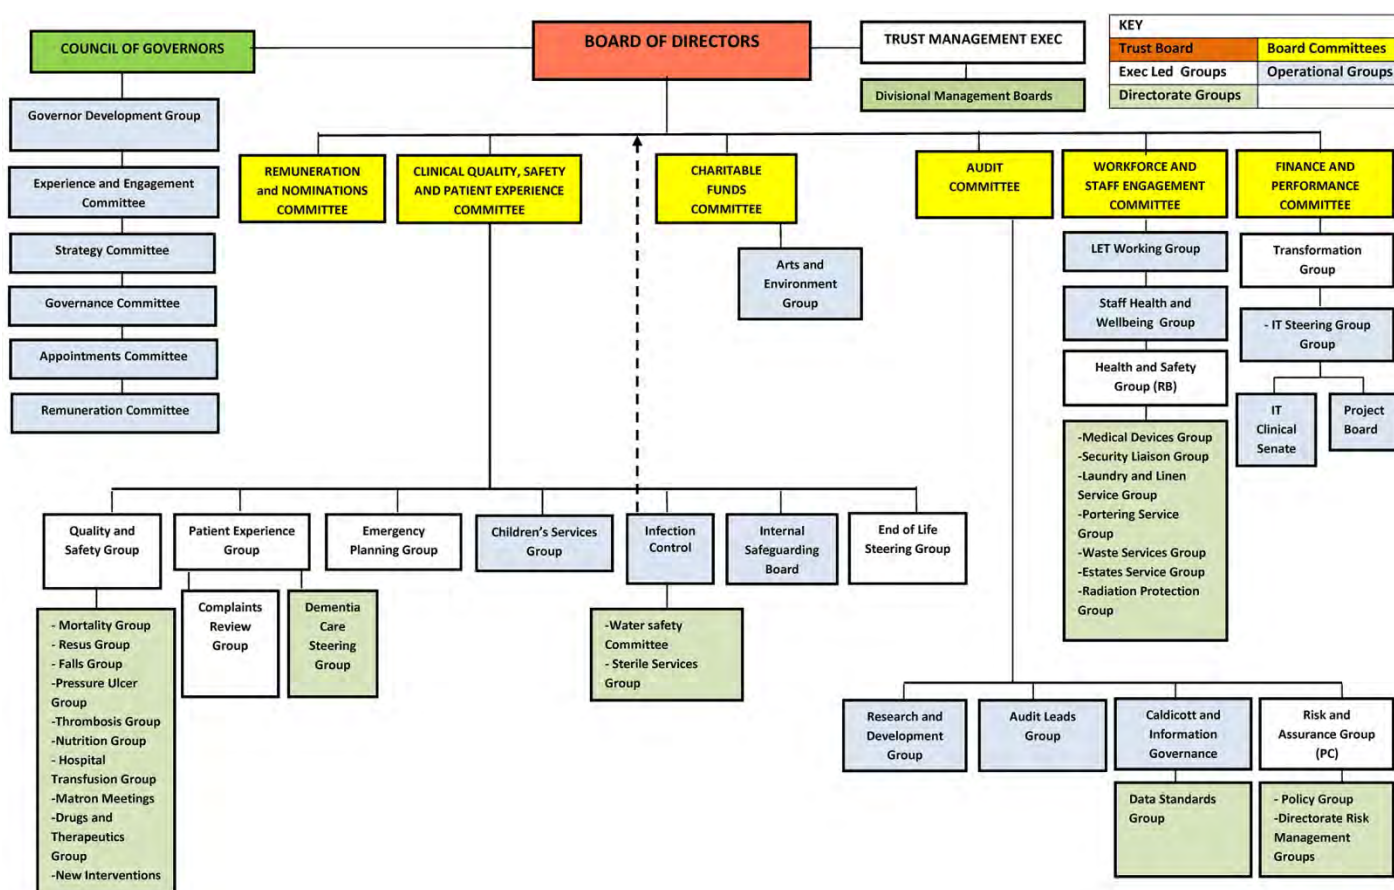 COUNCIL OF GOVERNORS
BOARD OF DIRECTORS
TRUST MANAGEMENT EXEC
Divisional Management Boards
KEY
Trust Board
Board Committees
Exec Led Groups
Operational Groups
Directorate Groups
Governor Development Group
Experience and Engagement
Committee
Strategy Committee
Governance Committee
Appointments Committee
Remuneration Committee
REMUNERATION
and NOMINATIONS
COMMITTEE
CLINICAL QUALITY, SAFETY
AND PATIENT EXPERIENCE
COMMITTEE
CHARITABLE
FUNDS
COMMITTEE
AUDIT
COMMITTEE
WORKFORCE AND
STAFF ENGAGEMENT
COMMITTEE
FINANCE AND
PERFORMANCE
COMMITTEE
Arts and
Environment
Group
LET Working Group
Staff Health and
Wellbeing Group
Health and Safety
Group (RB)
-Medical Devices Group
-Security Liaison Group
-Laundry and Linen
Service Group
-Portering Service
Group
-Waste Services Group
-Estates Service Group
-Radiation Protection
Group
Transformation
Group
- IT Steering Group
Group
IT
Clinical
Senate
Project
Board
Quality and
Safety Group
Patient Experience
Group
Emergency
Planning Group
Children’s Services
Group
Infection
Control
Internal
Safeguarding
Board
End of Life
Steering Group
- Mortality Group
- Resus Group
- Falls Group
-Pressure Ulcer
Group
-Thrombosis Group
-Nutrition Group
- Hospital
Transfusion Group
-Matron Meetings
-Drugs and
Therapeutics
Group
-New Interventions
Complaints
Review
Group
Dementia
Care
Steering
Group
-Water safety
Committee
- Sterile Services
Group
Research and
Development
Group
Audit Leads
Group
Caldicott and
Information
Governance
Risk and
Assurance Group
(PC)
Data Standards
Group
- Policy Group
-Directorate Risk
Management
Groups